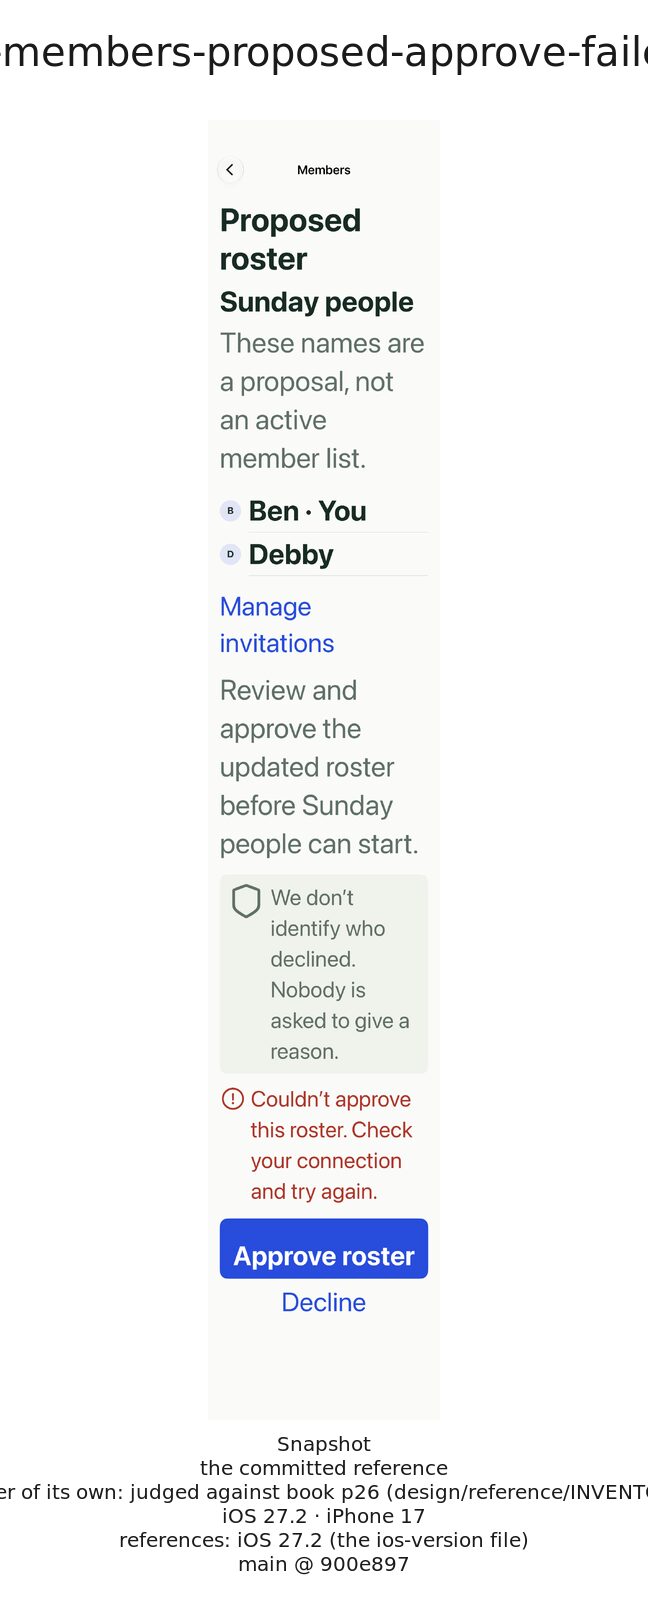 -members-proposed-approve-faile
Members
Proposed
roster
Sunday people
These names are
a proposal, not
an active
member list.
B Ben · You
D Debby
Manage
invitations
Review and
approve the
updated roster
before Sunday
people can start.
We don’t
identify who
declined.
Nobody is
asked to give a
reason.
Couldn’t approve
this roster. Check
your connection
and try again.
Approve roster
Decline
Snapshot
the committed reference
er of its own: judged against book p26 (design/reference/INVENTO
iOS 27.2 · iPhone 17
references: iOS 27.2 (the ios-version file)
main @ 900e897